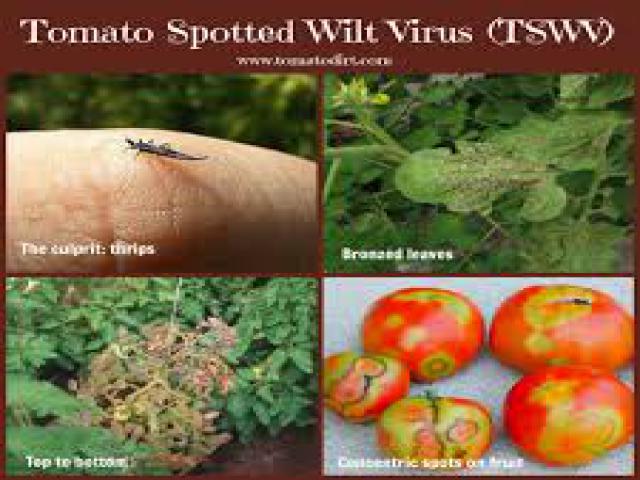 Tomato Spotted Wilt Virus (TSWV)
www.tomatodirt.com
The culprit: thrips
Bronzed leaves
Top to bottom
Concentric spots on fruit